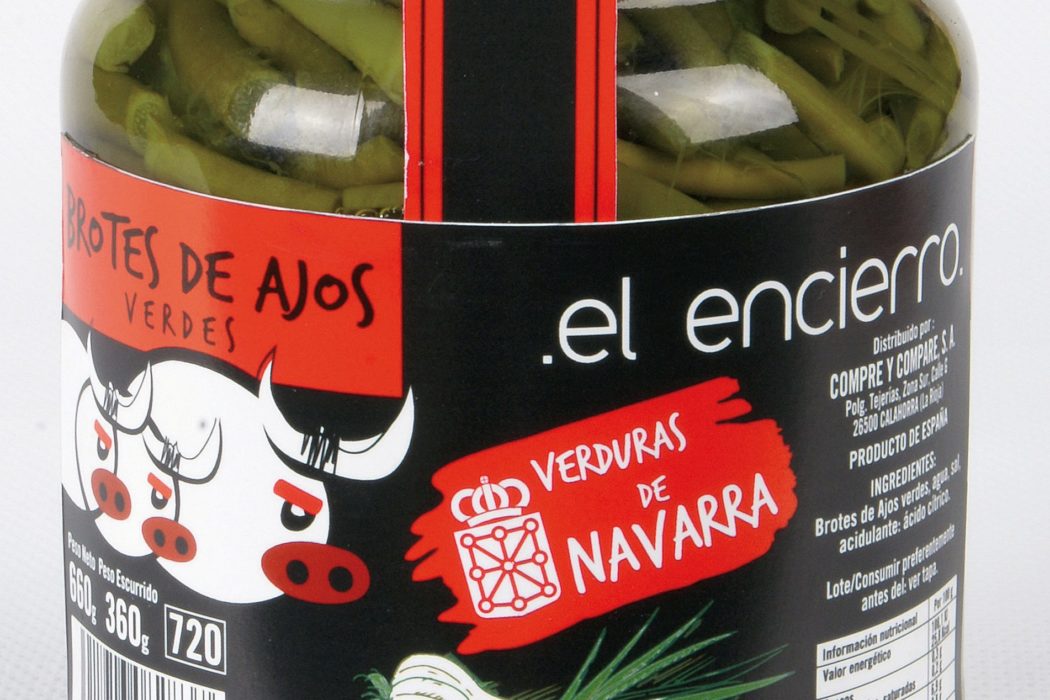 BROTES DE AJOS
VERDES
.el encierro.
Distribuido por:
COMPRE Y COMPARE, S. A.
Polg. Tejerías, Zona Sur, Calle 6
26500 CALAHORRA (La Rioja)
PRODUCTO DE ESPAÑA
INGREDIENTES:
Brotes de Ajos verdes, agua, sal,
acidulante: ácido cítrico.
Lote/Consumir preferentemente
antes del: ver tapa.
VERDURAS
DE
NAVARRA
Peso Neto Peso Escurrido
660g 360g 720
Información nutricional
Valor energético
saturadas